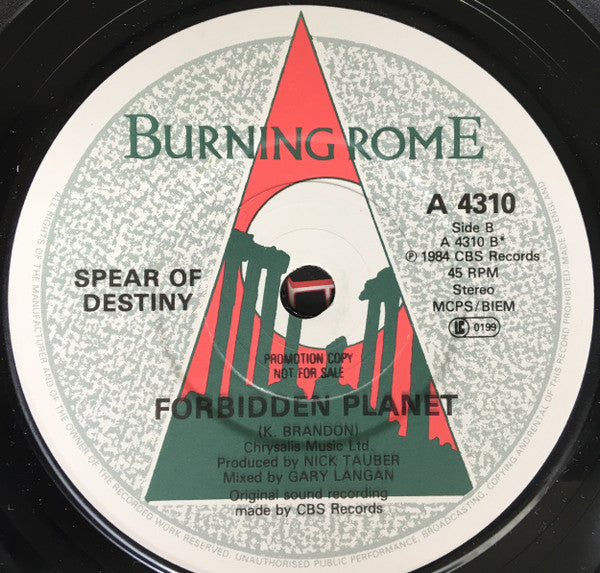 BURNING ROME
A 4310
Side B
A 4310 B*
℗ 1984 CBS Records
45 RPM
Stereo
MCPS/BIEM
LC 0199
SPEAR OF
DESTINY
PROMOTION COPY
NOT FOR SALE
FORBIDDEN PLANET
(K. BRANDON)
Chrysalis Music Ltd.
Produced by NICK TAUBER
Mixed by GARY LANGAN
Original sound recording
made by CBS Records
ALL RIGHTS OF THE MANUFACTURER AND OF THE OWNER OF THE RECORDED WORK RESERVED. UNAUTHORISED PUBLIC PERFORMANCE, BROADCASTING, COPYING AND HIRING OF THIS RECORD PROHIBITED. MADE IN ENGLAND